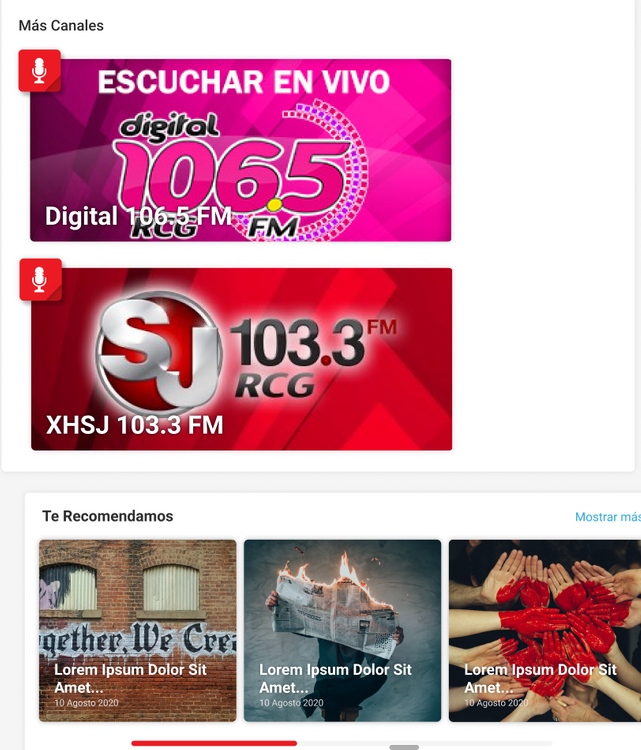 Más Canales
ESCUCHAR EN VIVO
digital
106.5
RCG FM
Digital 106.5 FM
SJ 103.3 FM
RCG
XHSJ 103.3 FM
Te Recomendamos
Mostrar más
gether, We Crea
Lorem Ipsum Dolor Sit
Amet...
10 Agosto 2020
Lorem Ipsum Dolor Sit
Amet...
10 Agosto 2020
Lorem Ipsum Dolor Sit
Amet...
10 Agosto 2020